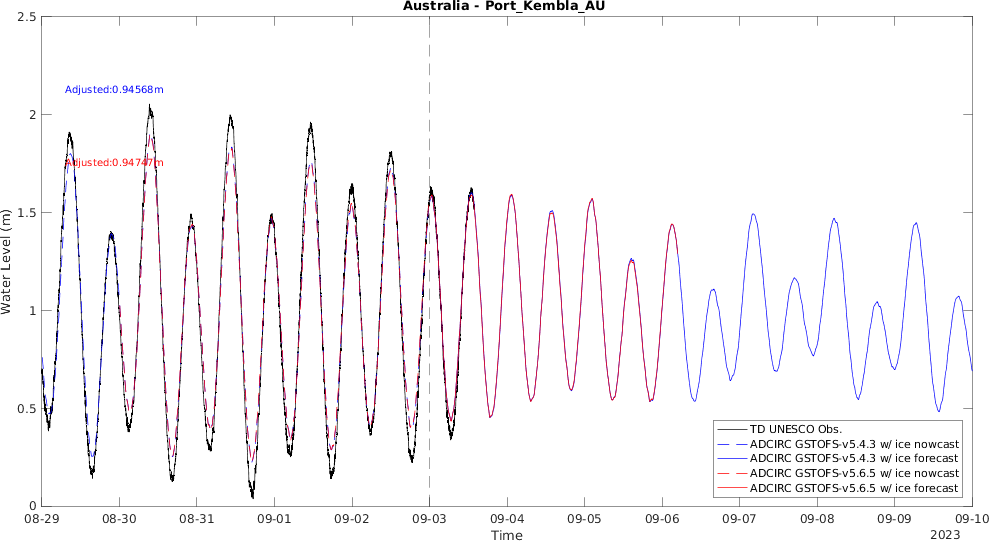 Australia - Port_Kembla_AU
2.5
2
1.5
1
0.5
0
Water Level (m)
Adjusted:0.94568m
Adjusted:0.94747m
TD UNESCO Obs.
ADCIRC GSTOFS-v5.4.3 w/ ice nowcast
ADCIRC GSTOFS-v5.4.3 w/ ice forecast
ADCIRC GSTOFS-v5.6.5 w/ ice nowcast
ADCIRC GSTOFS-v5.6.5 w/ ice forecast
08-29 08-30 08-31 09-01 09-02 09-03 09-04 09-05 09-06 09-07 09-08 09-09 09-10
Time
2023